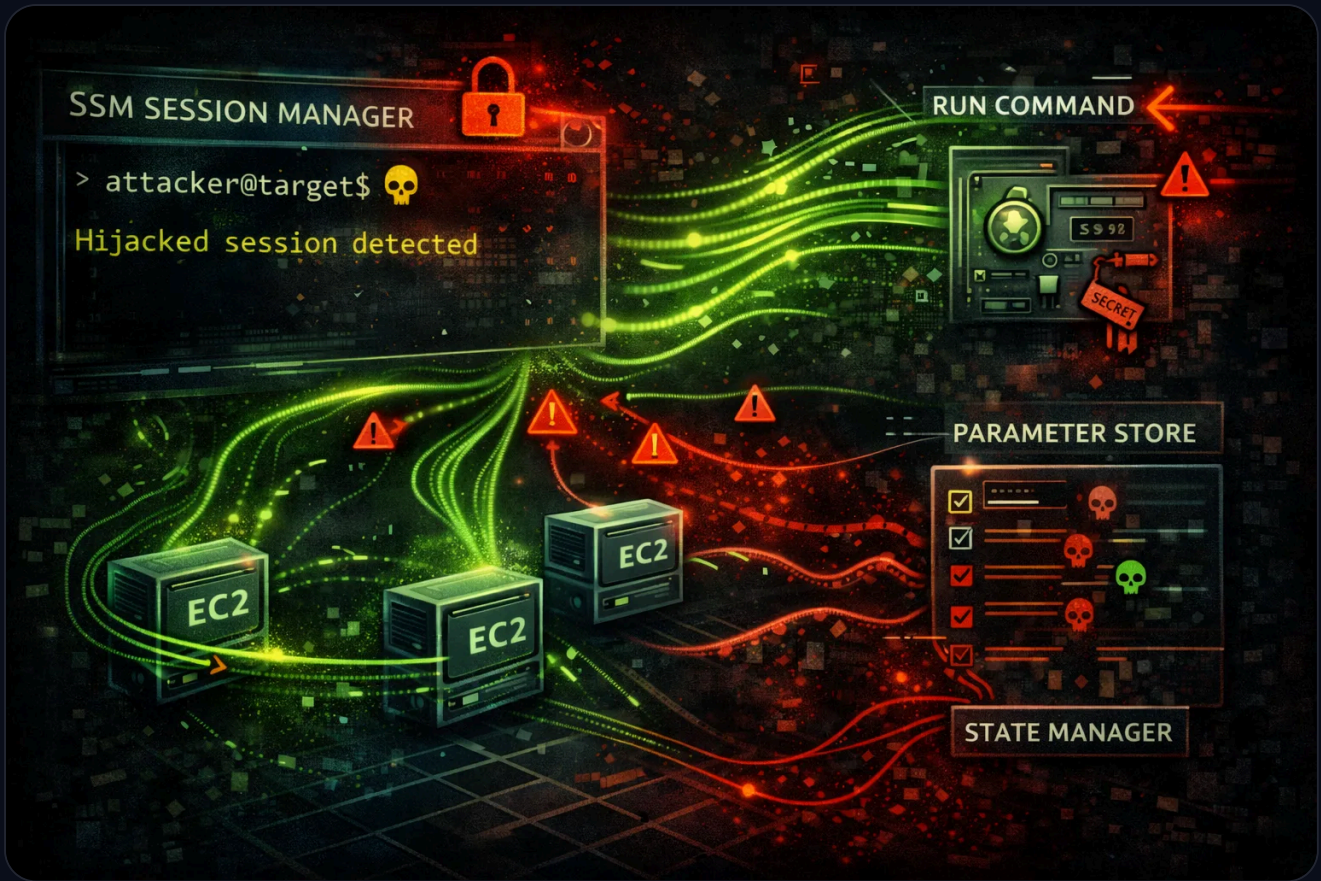 SSM SESSION MANAGER
> attacker@target$
Hijacked session detected
RUN COMMAND
SECRET
PARAMETER STORE
EC2
EC2
EC2
STATE MANAGER